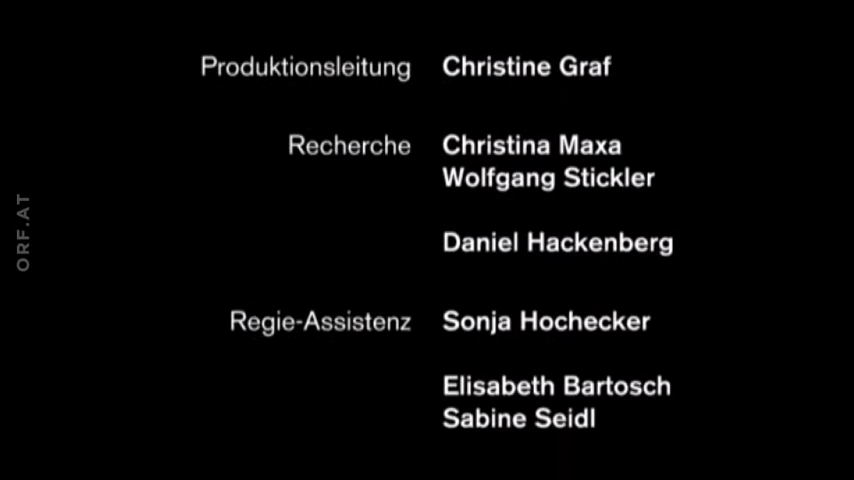 Produktionsleitung Christine Graf
Recherche Christina Maxa
Wolfgang Stickler
Daniel Hackenberg
Regie-Assistenz Sonja Hochecker
Elisabeth Bartosch
Sabine Seidl
ORF.AT